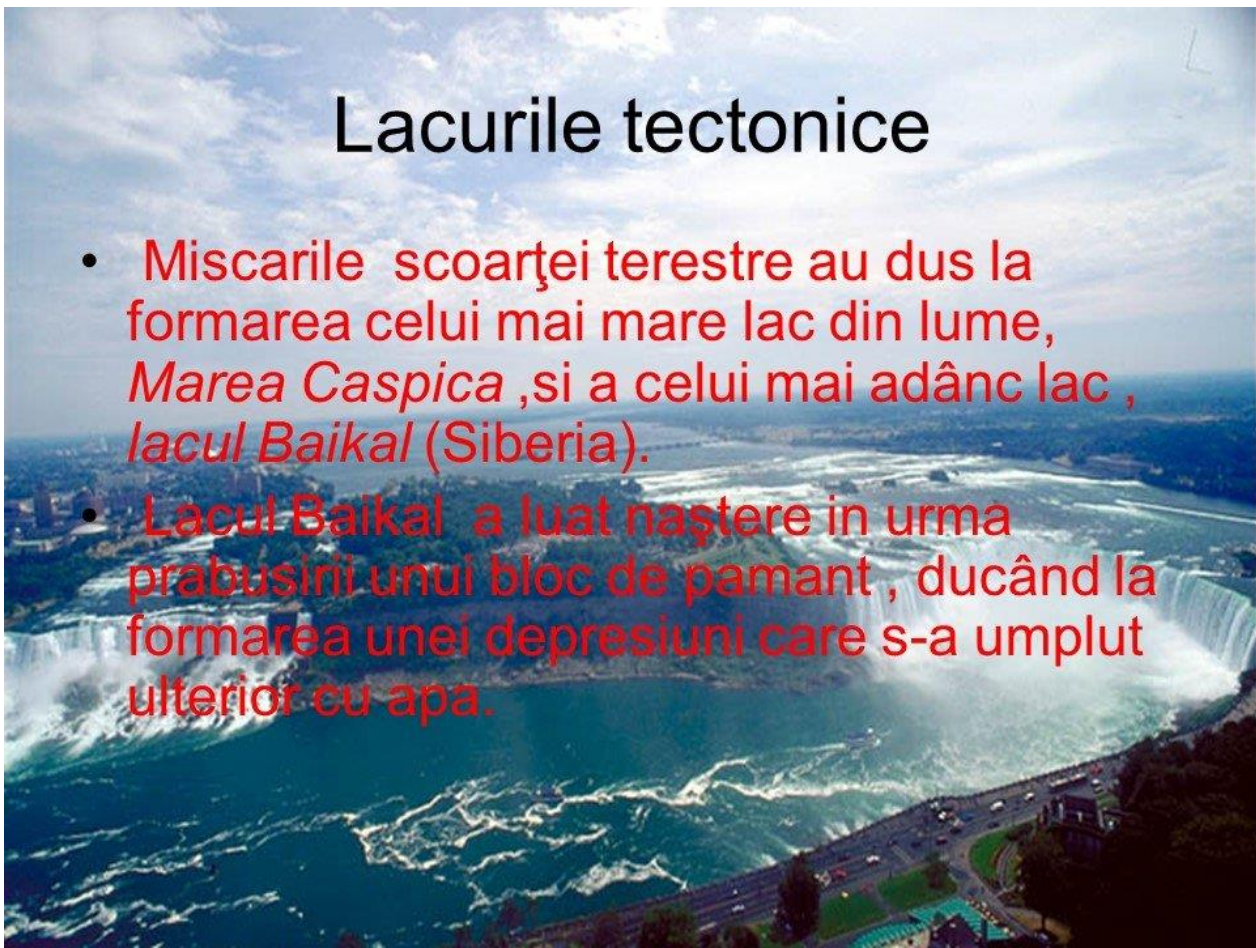 Lacurile tectonice
• Miscarile scoarţei terestre au dus la
formarea celui mai mare lac din lume,
Marea Caspica ,si a celui mai adânc lac ,
lacul Baikal (Siberia).
• Lacul Baikal a luat naştere in urma
prabusirii unui bloc de pamant , ducând la
formarea unei depresiuni care s-a umplut
ulterior cu apa.